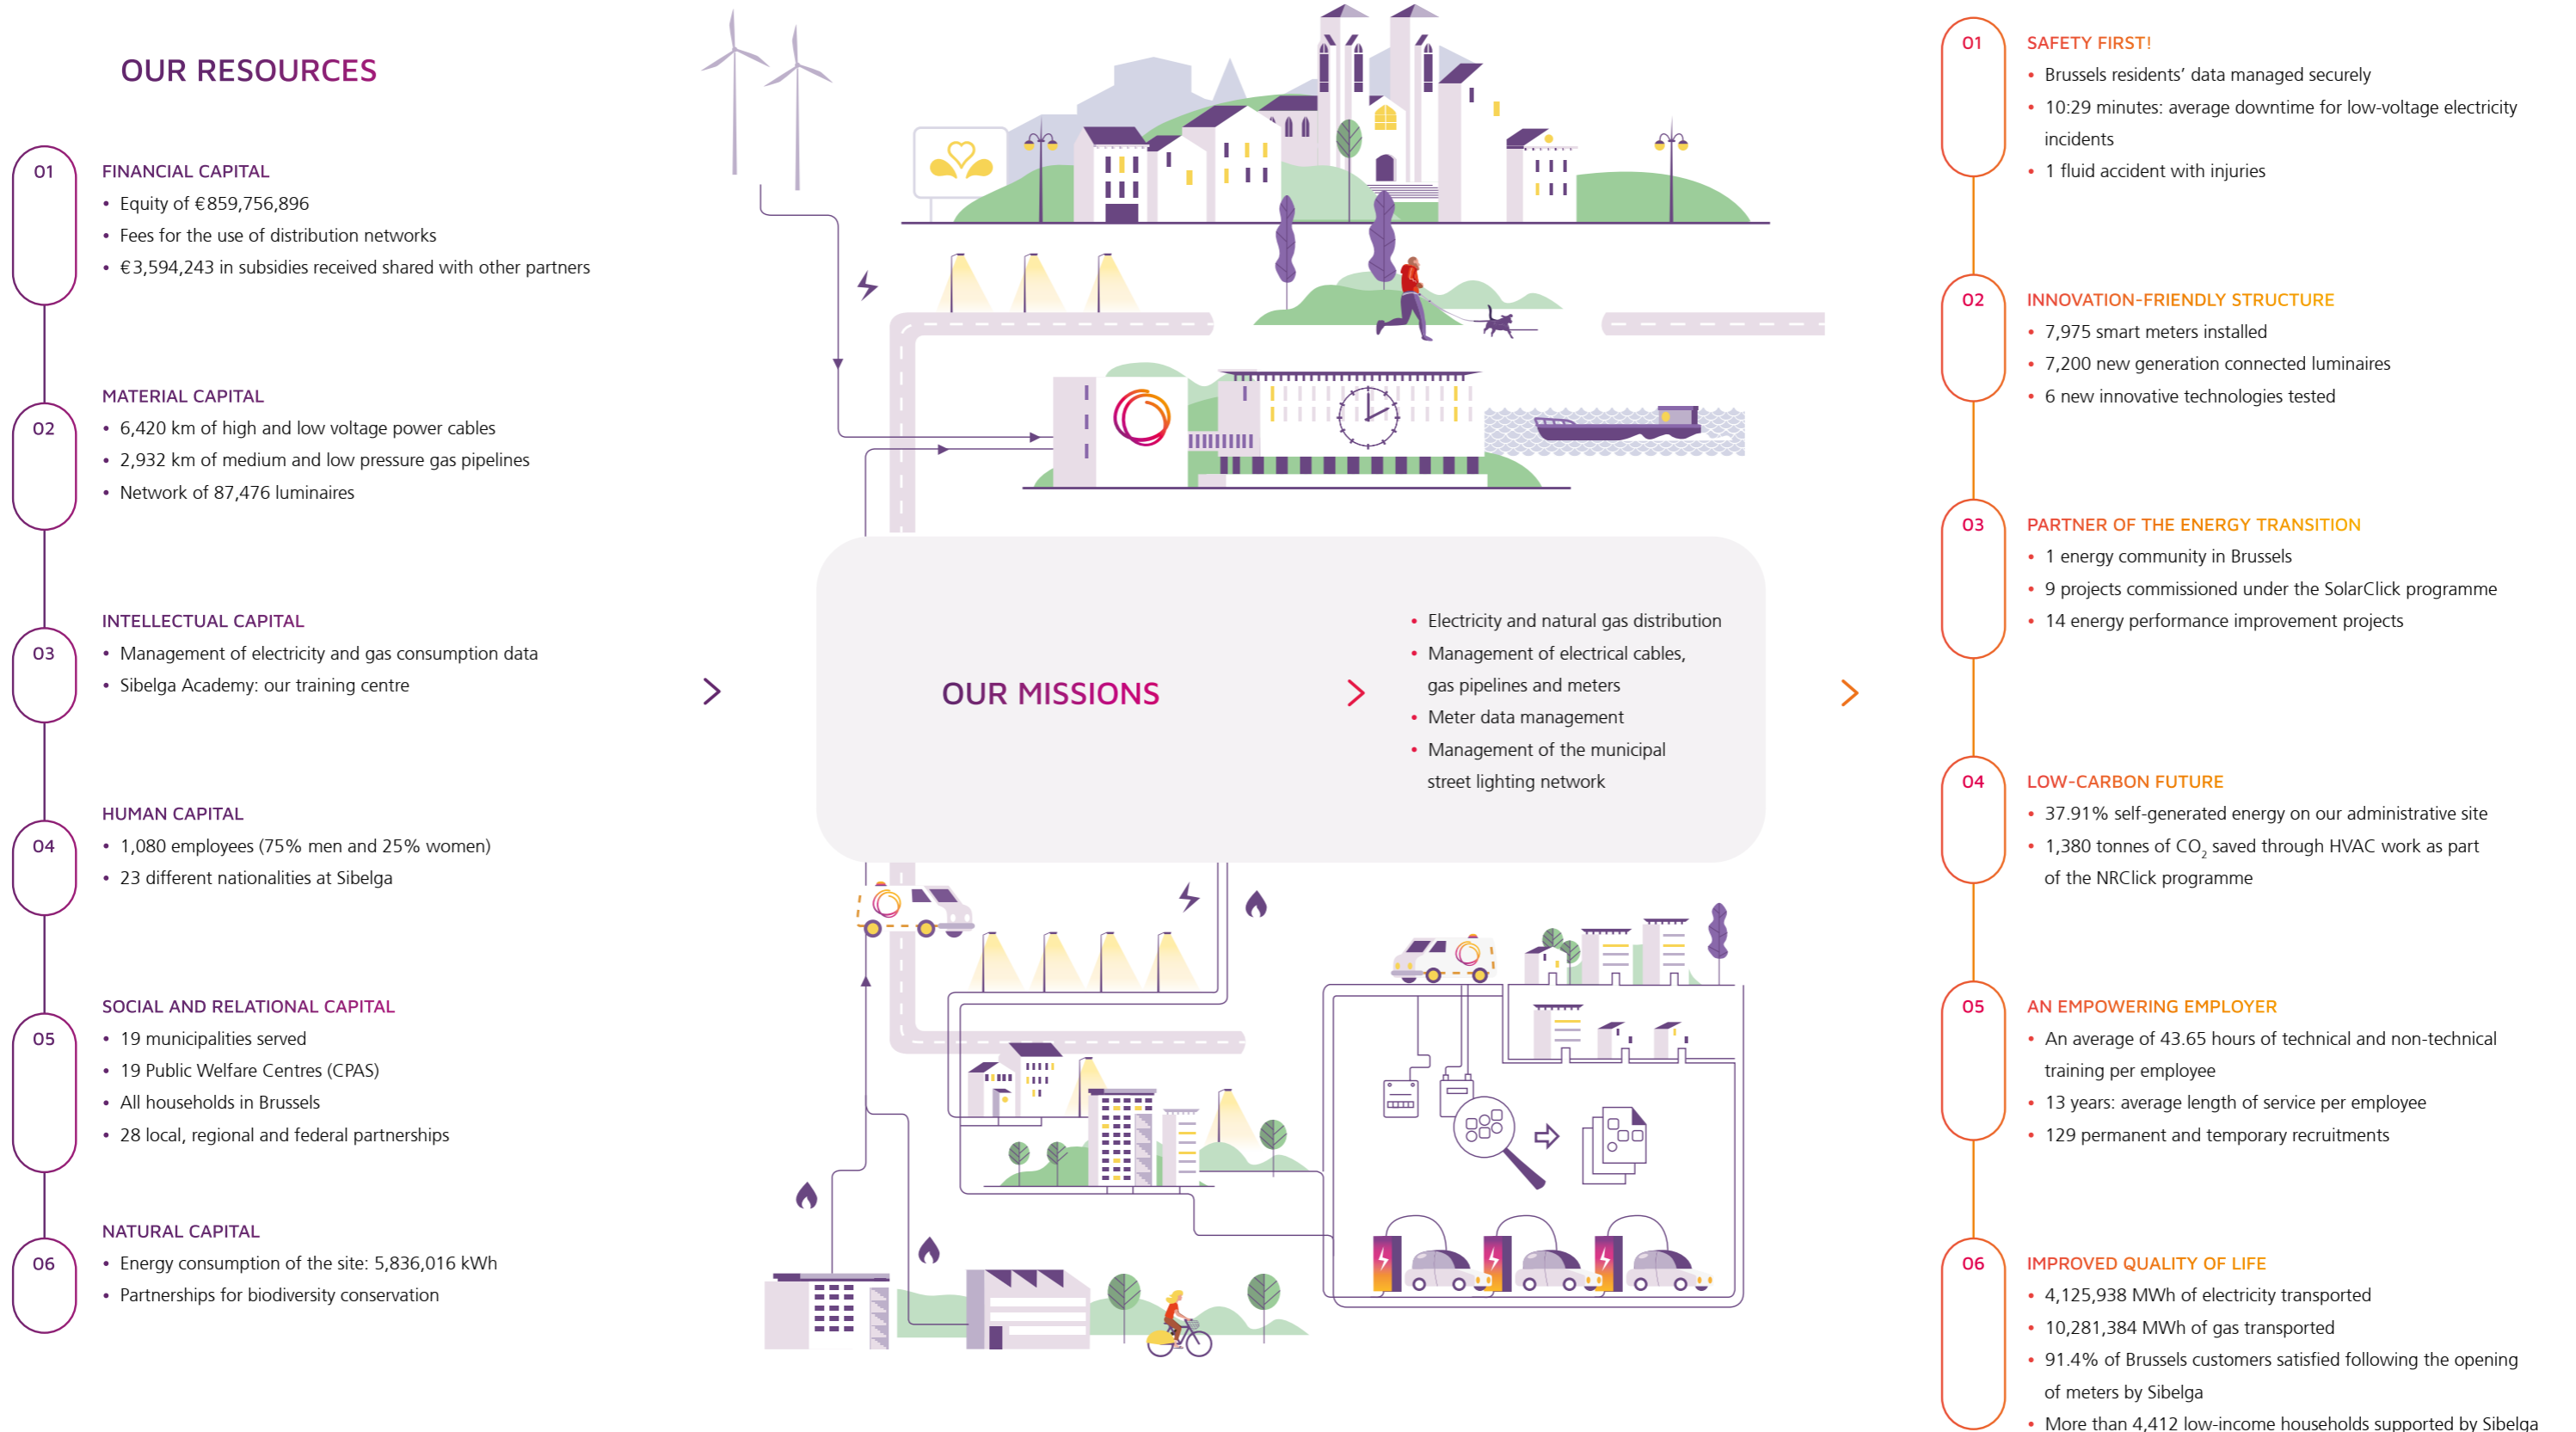 OUR RESOURCES
01
FINANCIAL CAPITAL
• Equity of €859,756,896
• Fees for the use of distribution networks
• €3,594,243 in subsidies received shared with other partners
02
MATERIAL CAPITAL
• 6,420 km of high and low voltage power cables
• 2,932 km of medium and low pressure gas pipelines
• Network of 87,476 luminaires
03
INTELLECTUAL CAPITAL
• Management of electricity and gas consumption data
• Sibelga Academy: our training centre
04
HUMAN CAPITAL
• 1,080 employees (75% men and 25% women)
• 23 different nationalities at Sibelga
05
SOCIAL AND RELATIONAL CAPITAL
• 19 municipalities served
• 19 Public Welfare Centres (CPAS)
• All households in Brussels
• 28 local, regional and federal partnerships
06
NATURAL CAPITAL
• Energy consumption of the site: 5,836,016 kWh
• Partnerships for biodiversity conservation
OUR MISSIONS
• Electricity and natural gas distribution
• Management of electrical cables,
gas pipelines and meters
• Meter data management
• Management of the municipal
street lighting network
01
SAFETY FIRST!
• Brussels residents’ data managed securely
• 10:29 minutes: average downtime for low-voltage electricity
incidents
• 1 fluid accident with injuries
02
INNOVATION-FRIENDLY STRUCTURE
• 7,975 smart meters installed
• 7,200 new generation connected luminaires
• 6 new innovative technologies tested
03
PARTNER OF THE ENERGY TRANSITION
• 1 energy community in Brussels
• 9 projects commissioned under the SolarClick programme
• 14 energy performance improvement projects
04
LOW-CARBON FUTURE
• 37.91% self-generated energy on our administrative site
• 1,380 tonnes of CO₂ saved through HVAC work as part
of the NRClick programme
05
AN EMPOWERING EMPLOYER
• An average of 43.65 hours of technical and non-technical
training per employee
• 13 years: average length of service per employee
• 129 permanent and temporary recruitments
06
IMPROVED QUALITY OF LIFE
• 4,125,938 MWh of electricity transported
• 10,281,384 MWh of gas transported
• 91.4% of Brussels customers satisfied following the opening
of meters by Sibelga
• More than 4,412 low-income households supported by Sibelga